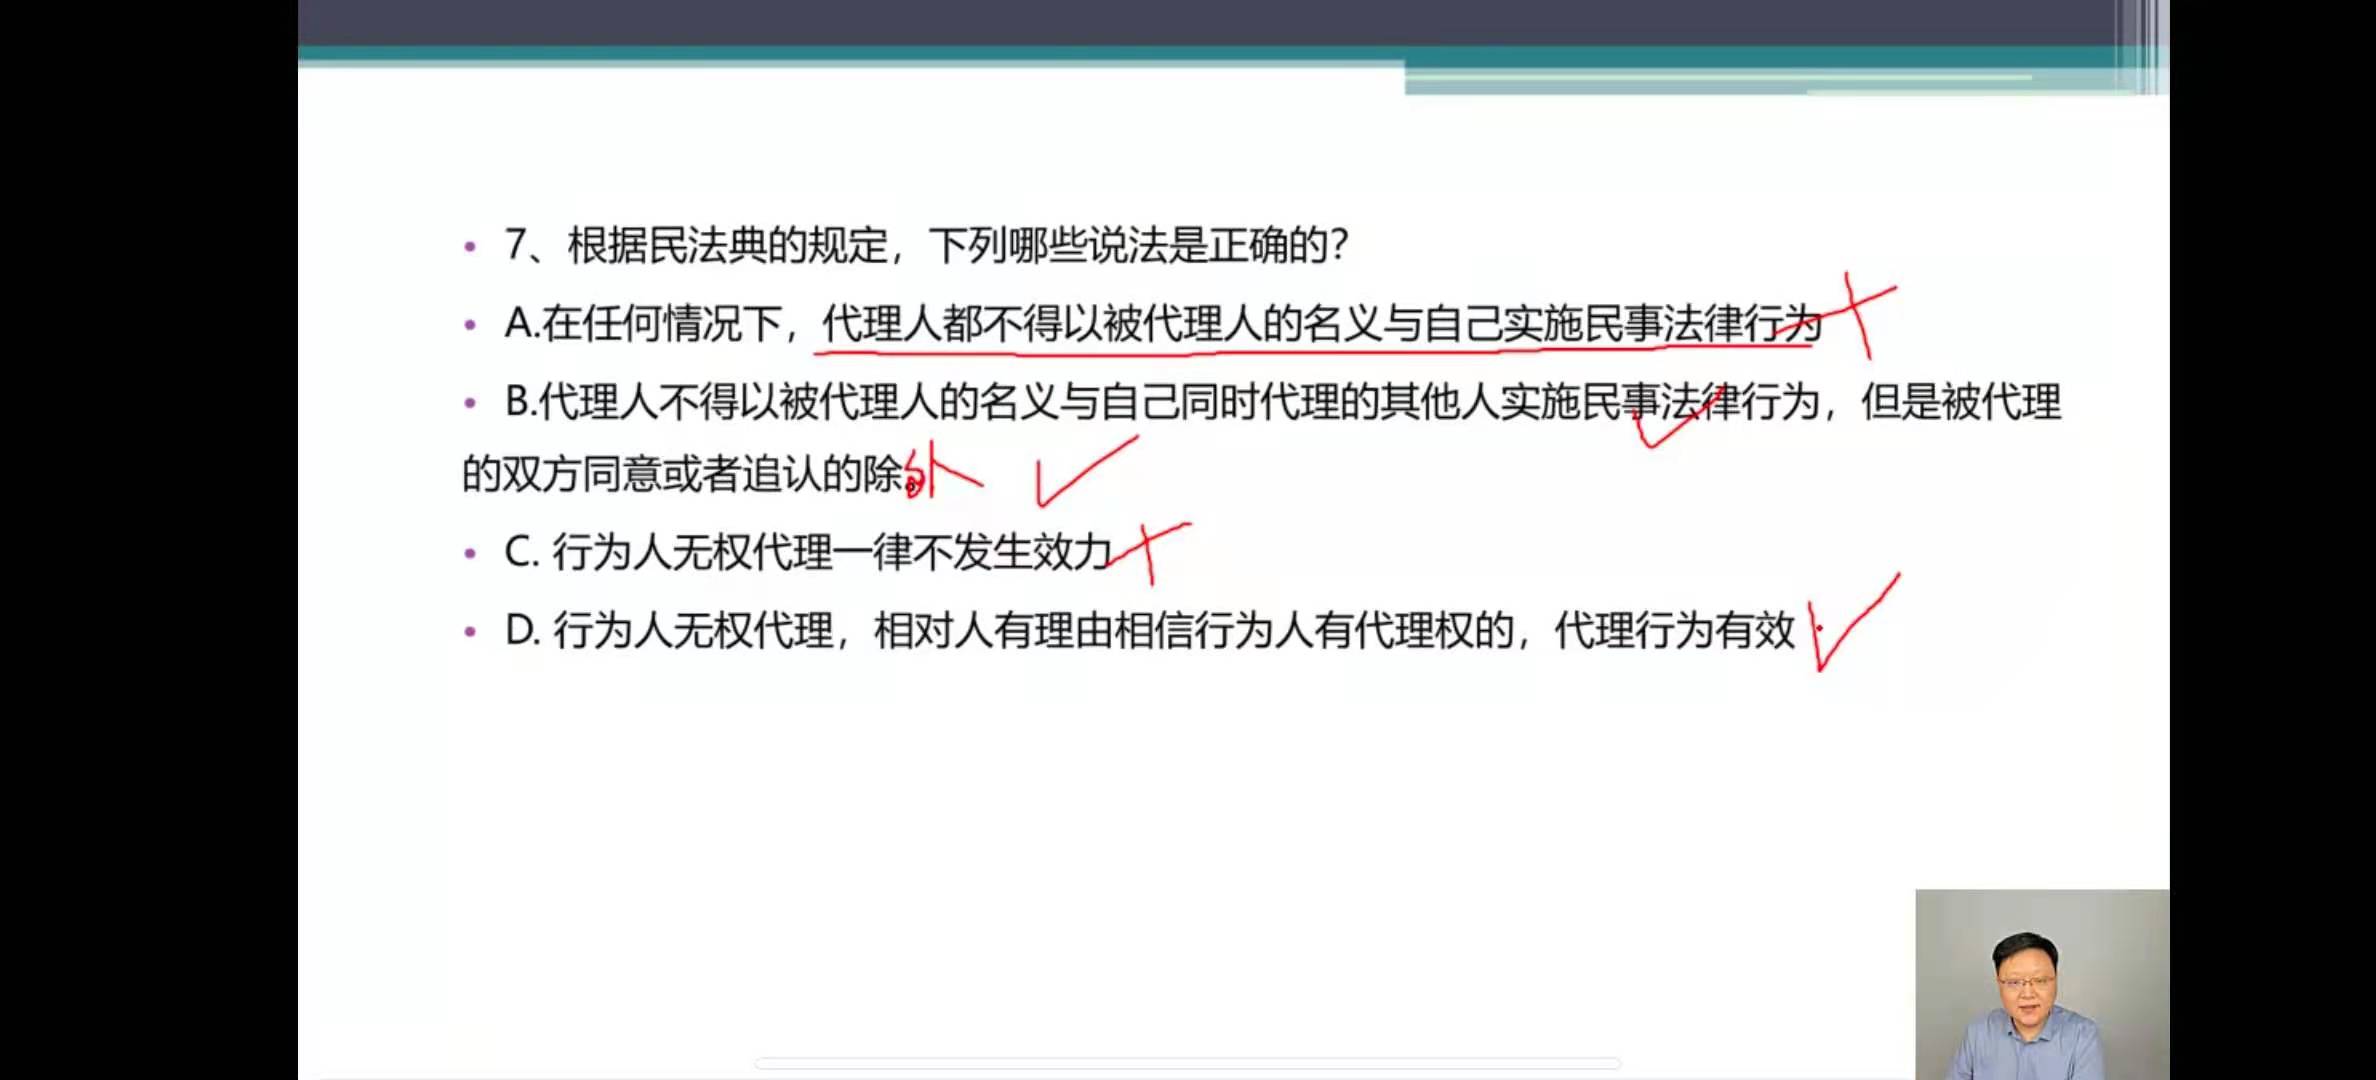 7、根据民法典的规定，下列哪些说法是正确的？
A.在任何情况下，代理人都不得以被代理人的名义与自己实施民事法律行为
B.代理人不得以被代理人的名义与自己同时代理的其他人实施民事法律行为，但是被代理
的双方同意或者追认的除外。
C. 行为人无权代理一律不发生效力
D. 行为人无权代理，相对人有理由相信行为人有代理权的，代理行为有效